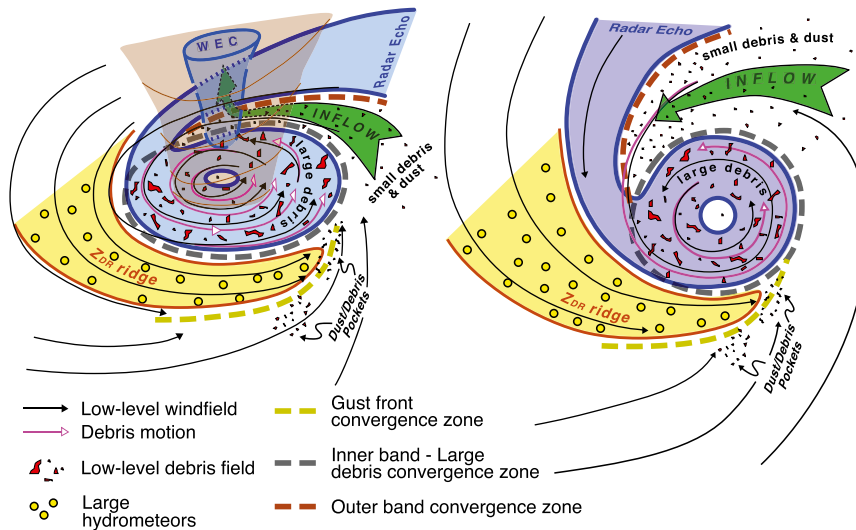 WEC
Radar Echo
INFLOW
large debris
small debris
& dust
ZDR ridge
Dust/Debris
Pockets
Radar Echo
small debris & dust
INFLOW
large debris
ZDR ridge
Dust/Debris
Pockets
Low-level windfield
Debris motion
Low-level debris field
Large
hydrometeors
Gust front
convergence zone
Inner band - Large
debris convergence zone
Outer band convergence zone